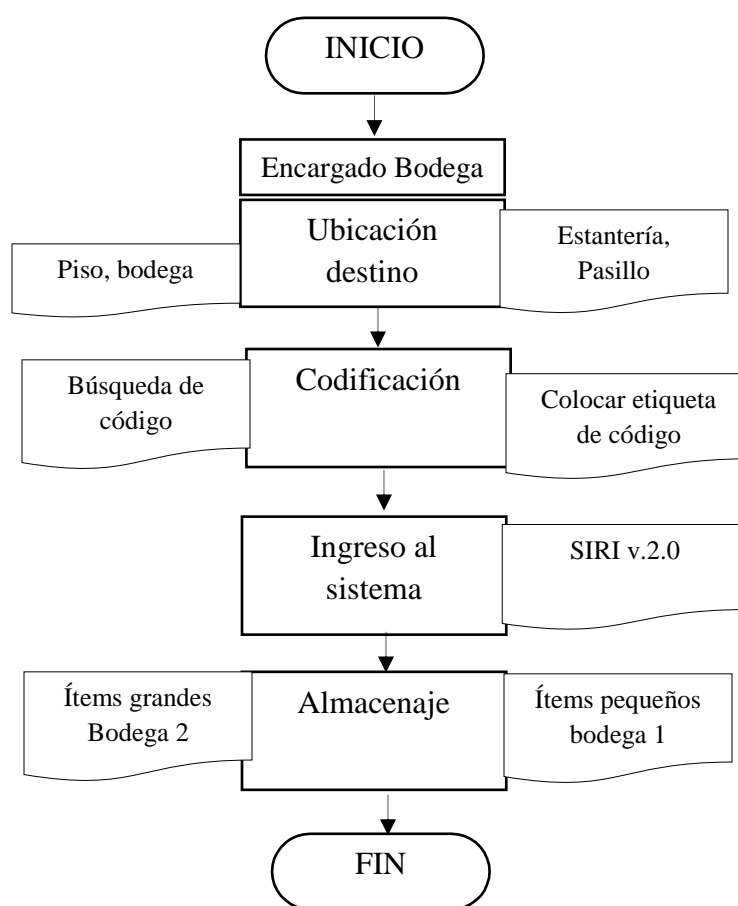 INICIO
Encargado Bodega
Ubicación
destino
Piso, bodega
Estantería,
Pasillo
Codificación
Búsqueda de
código
Colocar etiqueta
de código
Ingreso al
sistema
SIRI v.2.0
Almacenaje
Ítems grandes
Bodega 2
Ítems pequeños
bodega 1
FIN